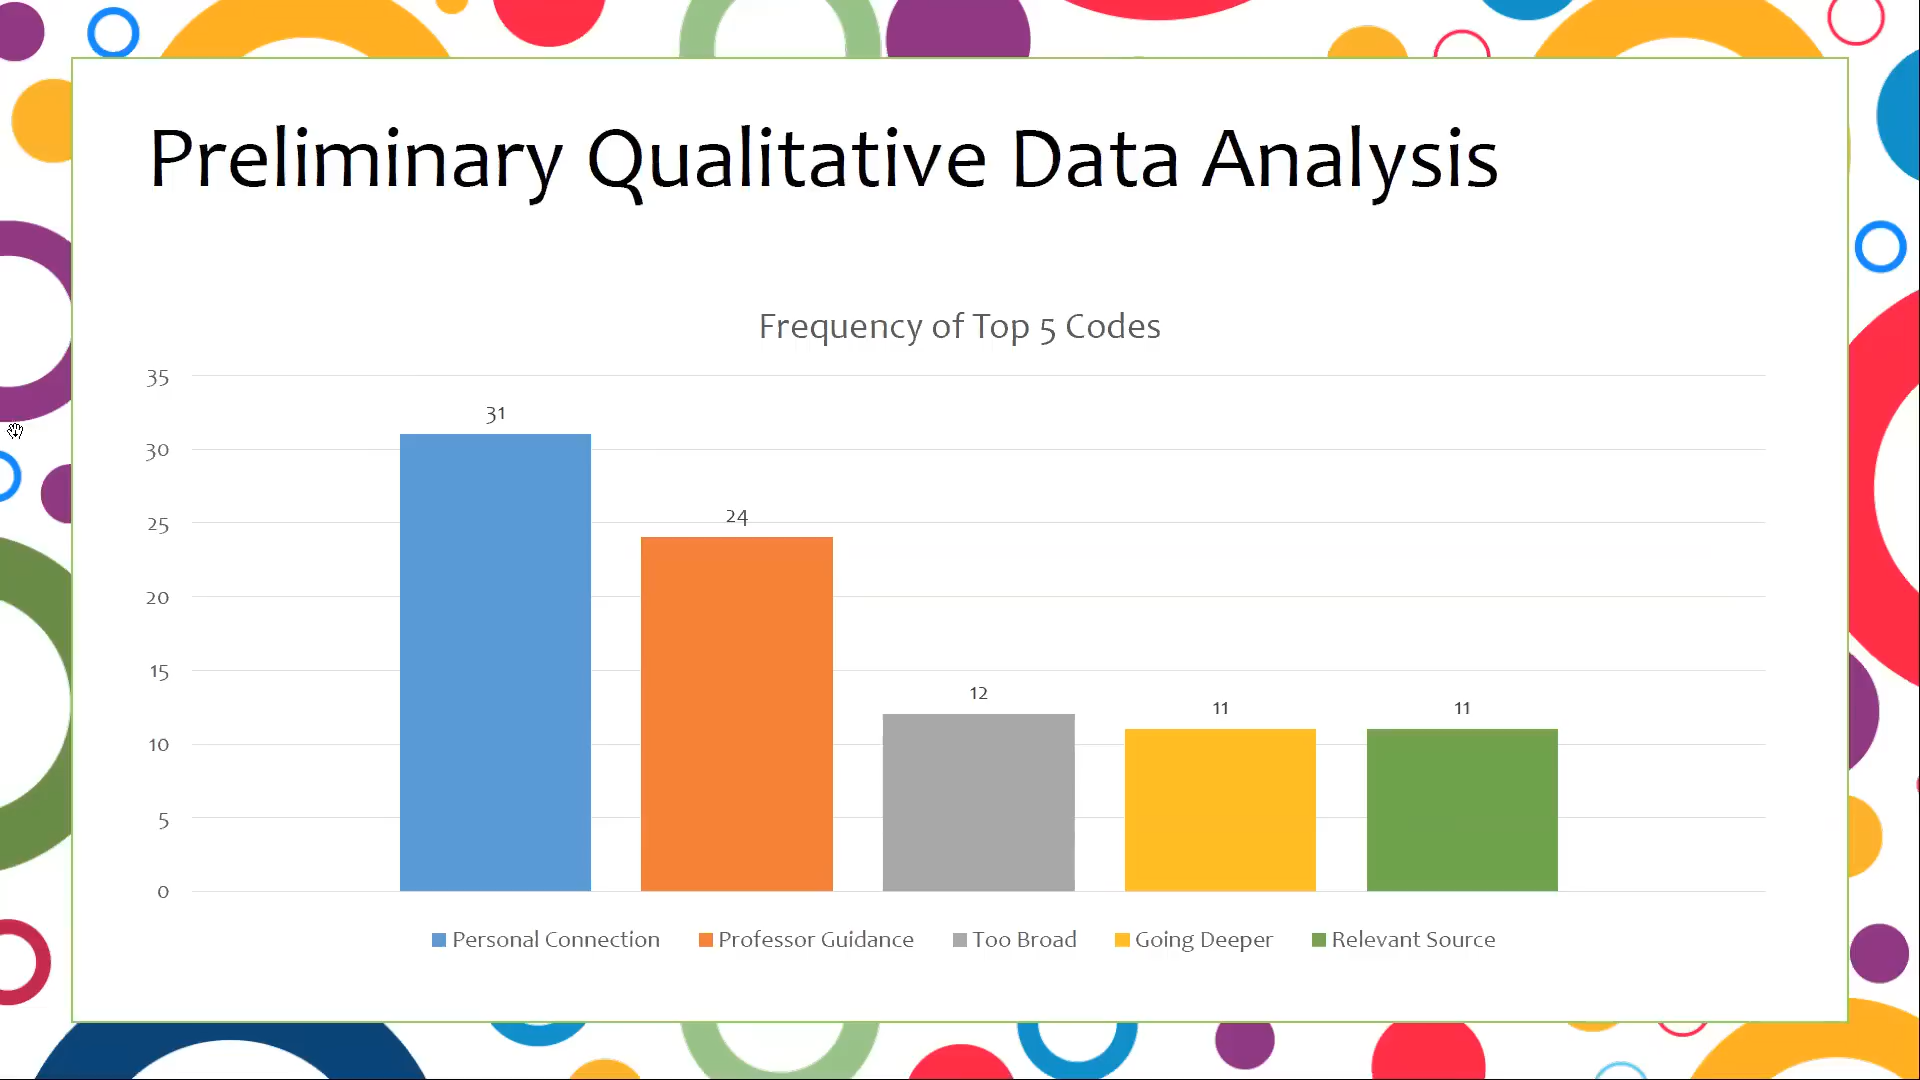 Preliminary Qualitative Data Analysis
Frequency of Top 5 Codes
35
30
25
20
15
10
5
0
31
24
12
11
11
Personal Connection
Professor Guidance
Too Broad
Going Deeper
Relevant Source